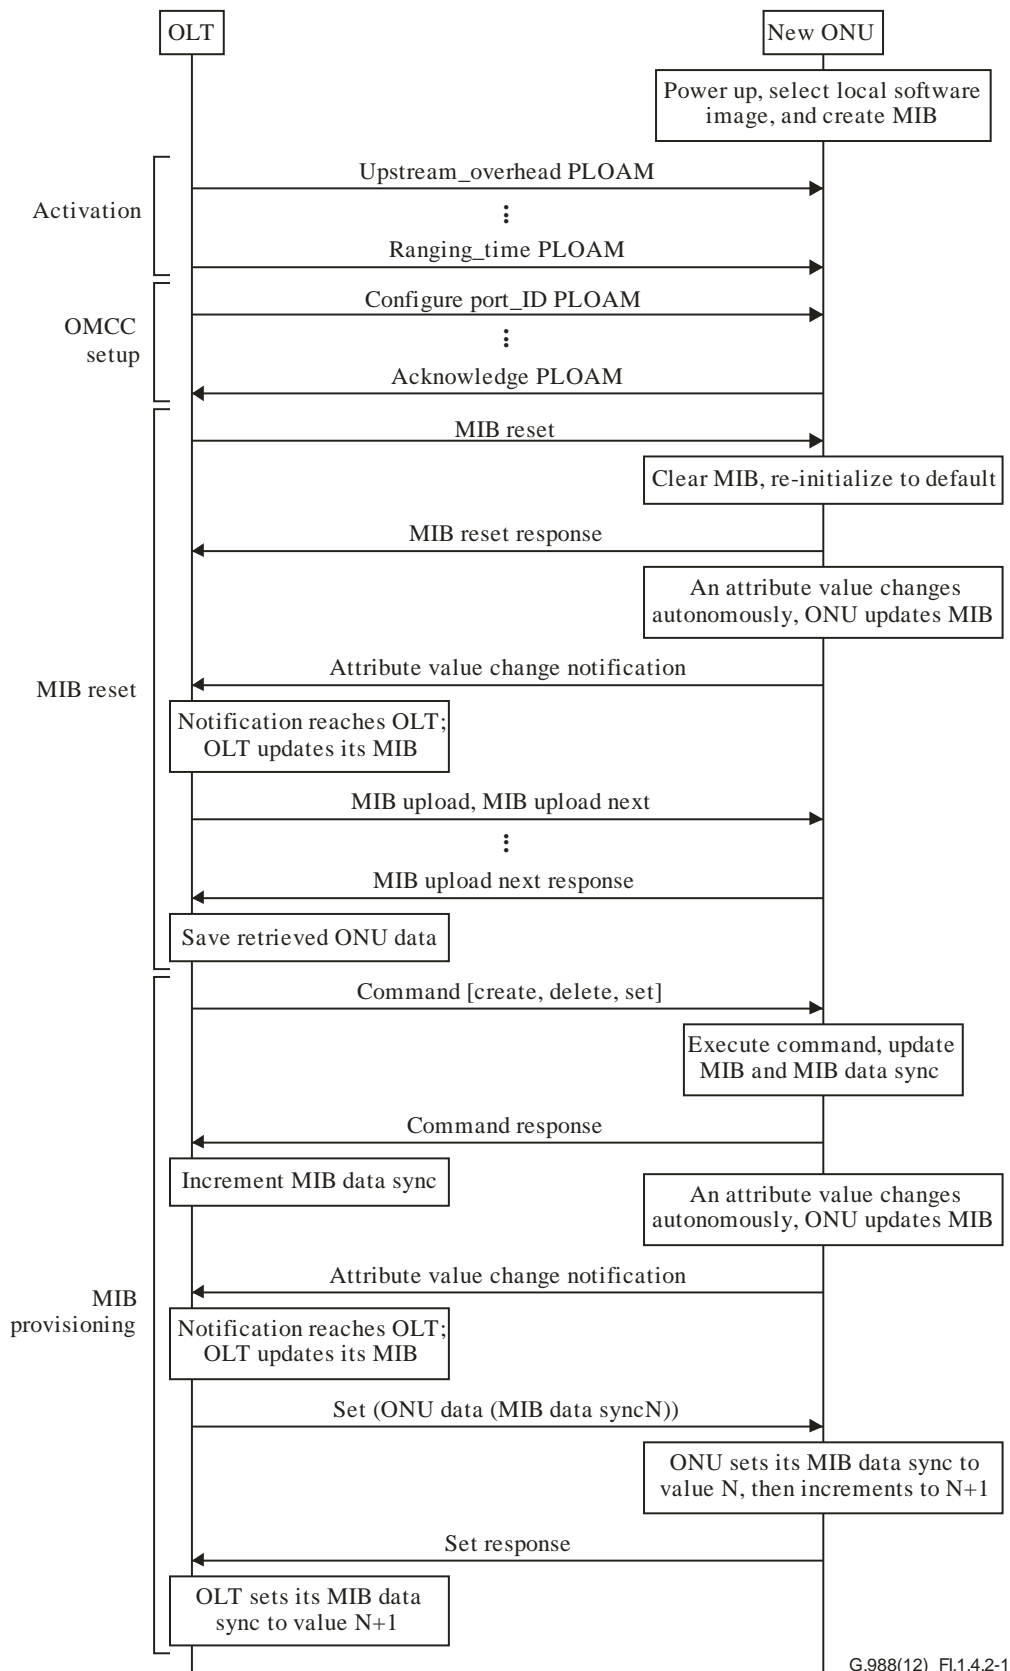 OLT
New ONU
Power up, select local software
image, and create MIB
Upstream_overhead PLOAM
Activation
Ranging_time PLOAM
Configure port_ID PLOAM
OMCC
setup
Acknowledge PLOAM
MIB reset
Clear MIB, re-initialize to default
MIB reset response
An attribute value changes
autonomously, ONU updates MIB
Attribute value change notification
MIB reset
Notification reaches OLT;
OLT updates its MIB
MIB upload, MIB upload next
MIB upload next response
Save retrieved ONU data
Command [create, delete, set]
Execute command, update
MIB and MIB data sync
Command response
Increment MIB data sync
An attribute value changes
autonomously, ONU updates MIB
Attribute value change notification
MIB
provisioning
Notification reaches OLT;
OLT updates its MIB
Set (ONU data (MIB data syncN))
ONU sets its MIB data sync to
value N, then increments to N+1
Set response
OLT sets its MIB data
sync to value N+1
G.988(12)_FI.1.4.2-1